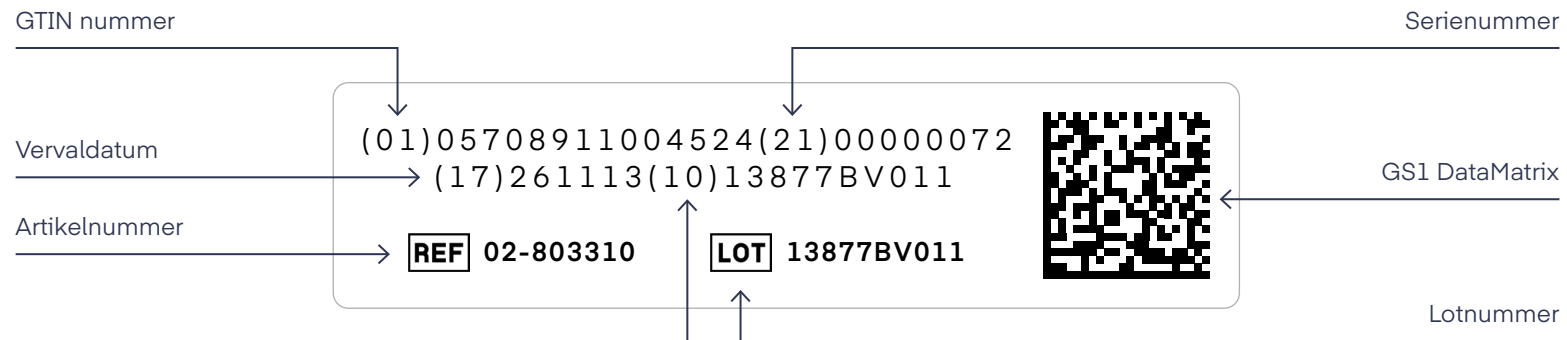 GTIN nummer
Serienummer
(01)05708911004524(21)00000072
Vervaldatum
(17)261113(10)13877BV011
GS1 DataMatrix
Artikelnummer
REF 02-803310
LOT 13877BV011
Lotnummer